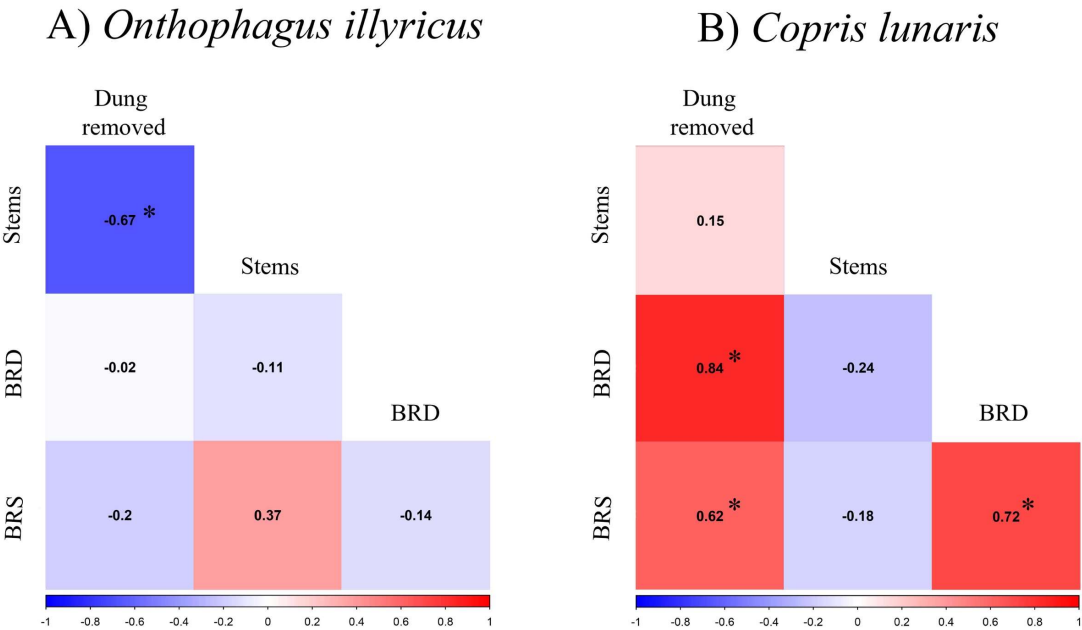 A) Onthophagus illyricus
Dung
removed
Stems
-0.67 *
Stems
BRD
-0.02
-0.11
BRD
BRS
-0.2
0.37
-0.14
-1 -0.8 -0.6 -0.4 -0.2 0 0.2 0.4 0.6 0.8 1
B) Copris lunaris
Dung
removed
Stems
0.15
Stems
BRD
0.84 *
-0.24
BRD
BRS
0.62 *
-0.18
0.72 *
-1 -0.8 -0.6 -0.4 -0.2 0 0.2 0.4 0.6 0.8 1